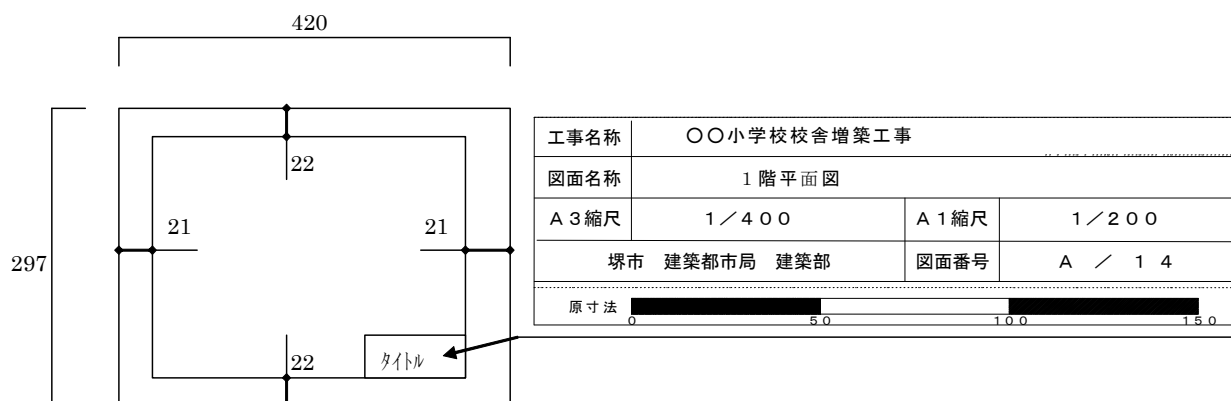 420
297
22
21
21
22
タイトル
工事名称 〇〇小学校校舎増築工事
図面名称 1階平面図
A3縮尺 1/400 A1縮尺 1/200
堺市 建築都市局 建築部 図面番号 A / 14
原寸法
0 50 100 150